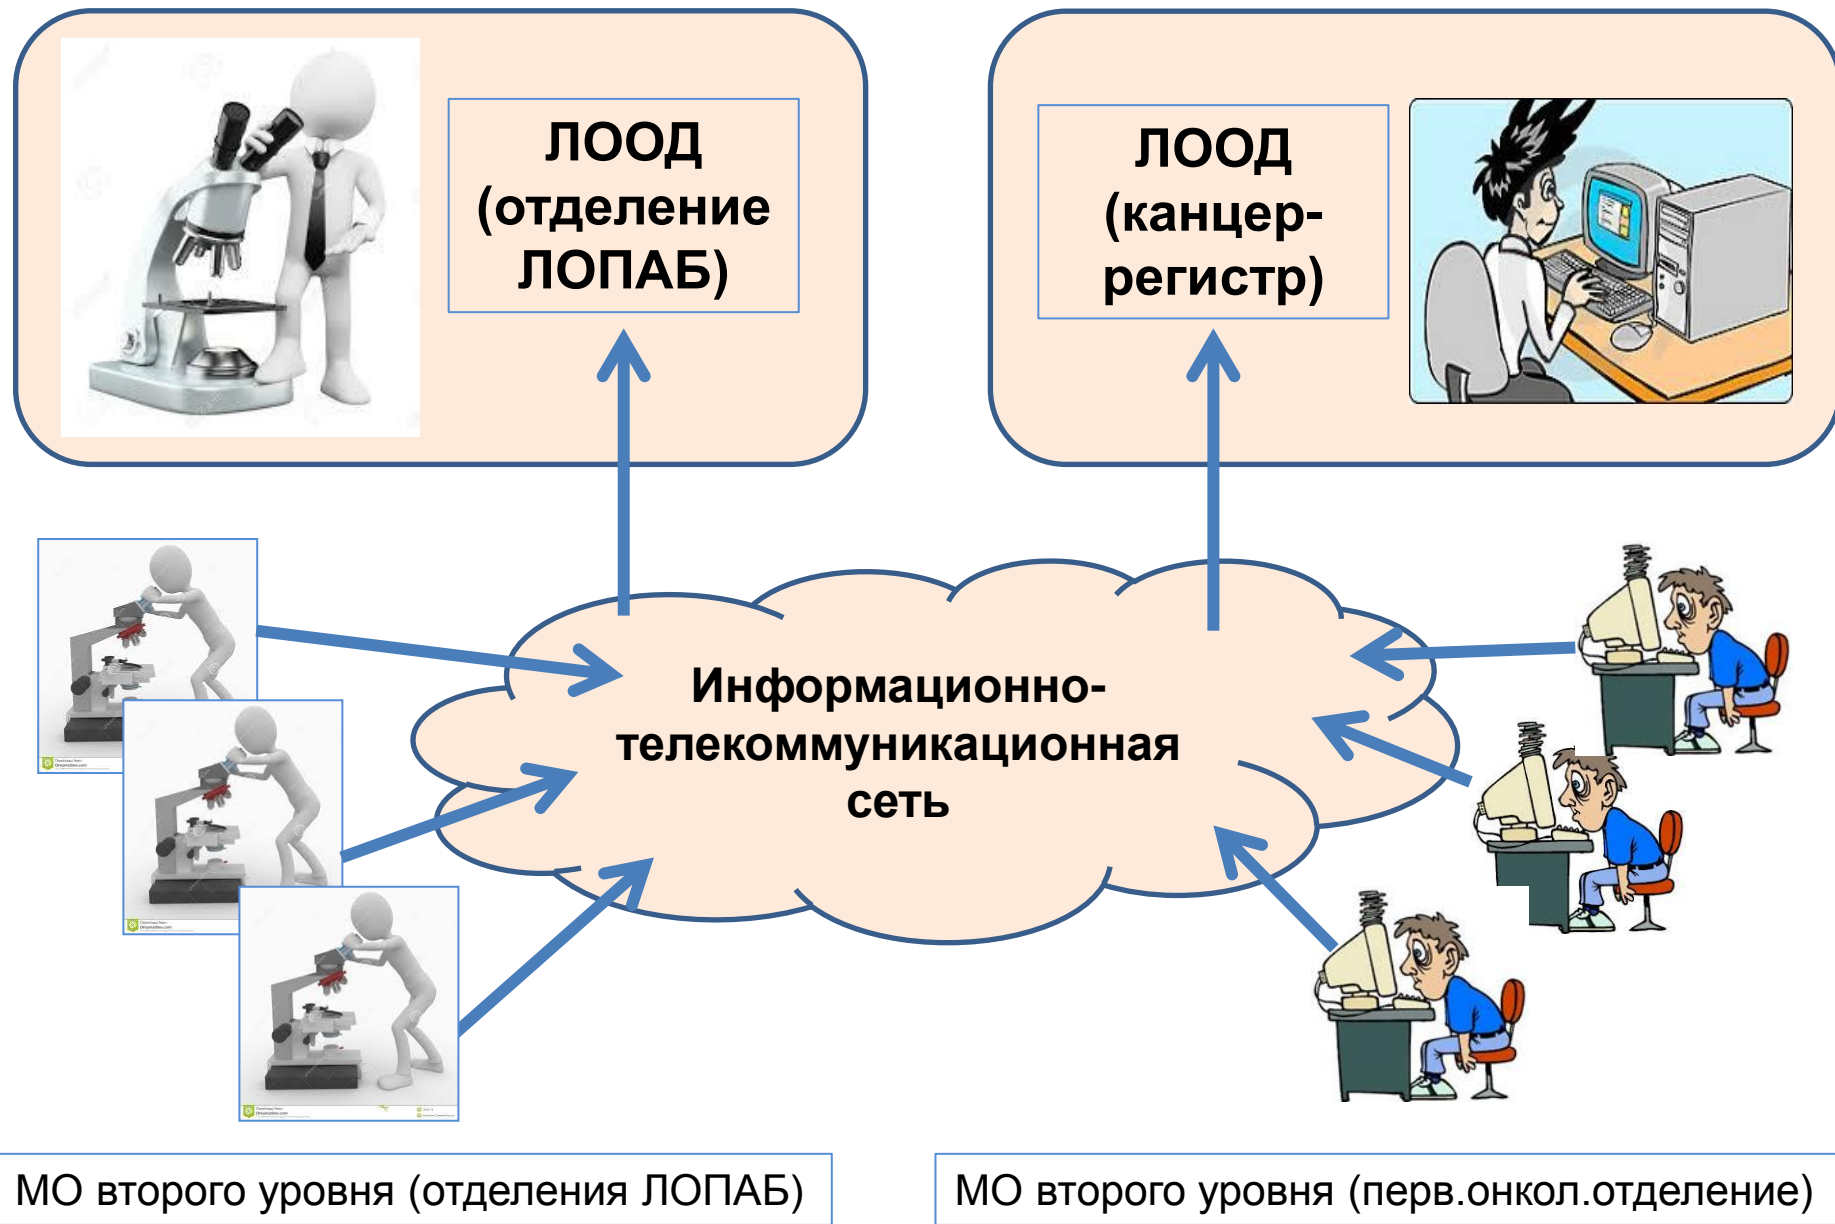 ЛООД
(отделение
ЛОПАБ)
ЛООД
(канцер-
регистр)
Информационно-
телекоммуникационная
сеть
МО второго уровня (отделения ЛОПАБ)
МО второго уровня (перв.онкол.отделение)